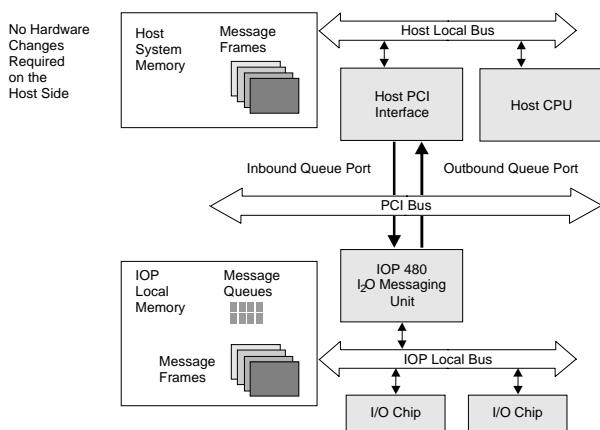 No Hardware
Changes
Required
on the
Host Side
Host
System
Memory
Message
Frames
Host Local Bus
Host PCI
Interface
Host CPU
Inbound Queue Port
Outbound Queue Port
PCI Bus
IOP
Local
Memory
Message
Queues
Message
Frames
IOP 480
I2O Messaging
Unit
IOP Local Bus
I/O Chip
I/O Chip